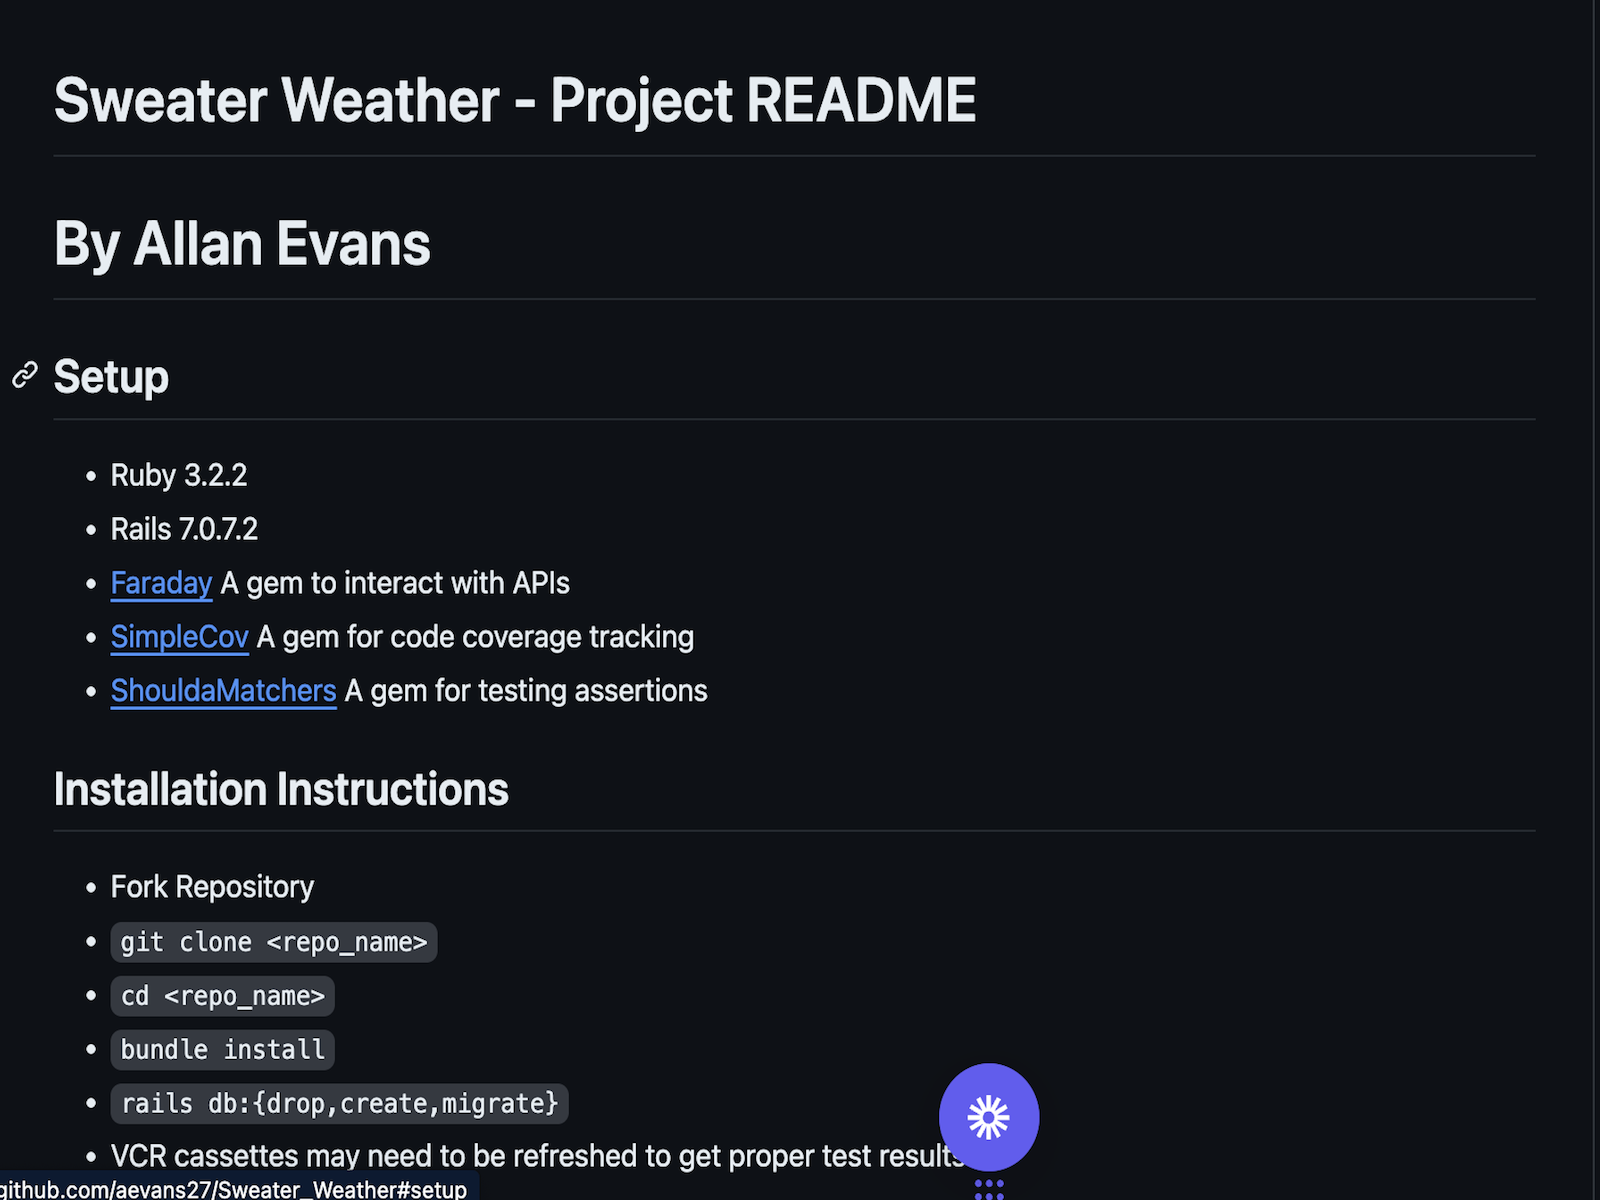 Sweater Weather - Project README
By Allan Evans
Setup
Ruby 3.2.2
Rails 7.0.7.2
Faraday A gem to interact with APIs
SimpleCov A gem for code coverage tracking
ShouldaMatchers A gem for testing assertions
Installation Instructions
Fork Repository
git clone <repo_name>
cd <repo_name>
bundle install
rails db:{drop,create,migrate}
VCR cassettes may need to be refreshed to get proper test results
github.com/aevans27/Sweater_Weather#setup